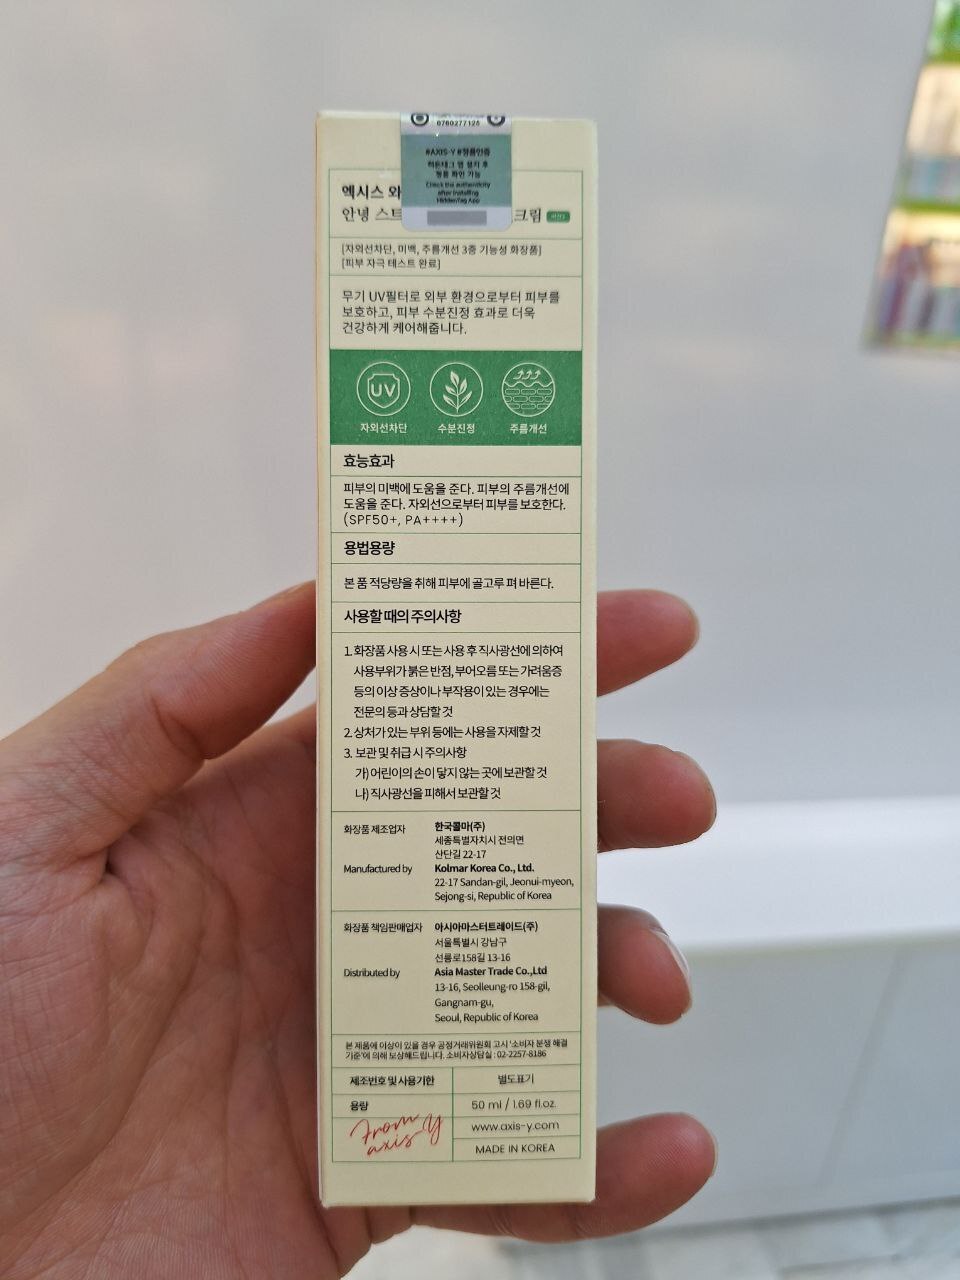 0760277125
#AXIS-Y #정품인증
히든태그 앱 설치 후
정품 확인 가능
Check the authenticity
after installing
HiddenTag App
엑시스 와
안녕 스트 크림
[자외선차단, 미백, 주름개선 3중 기능성 화장품]
[피부 자극 테스트 완료]
무기 UV필터로 외부 환경으로부터 피부를
보호하고, 피부 수분진정 효과로 더욱
건강하게 케어해줍니다.
UV
자외선차단 수분진정 주름개선
효능효과
피부의 미백에 도움을 준다. 피부의 주름개선에
도움을 준다. 자외선으로부터 피부를 보호한다.
(SPF50+, PA++++)
용법용량
본 품 적당량을 취해 피부에 골고루 펴 바른다.
사용할 때의 주의사항
1. 화장품 사용 시 또는 사용 후 직사광선에 의하여
사용부위가 붉은 반점, 부어오름 또는 가려움증
등의 이상 증상이나 부작용이 있는 경우에는
전문의 등과 상담할 것
2. 상처가 있는 부위 등에는 사용을 자제할 것
3. 보관 및 취급 시 주의사항
가) 어린이의 손이 닿지 않는 곳에 보관할 것
나) 직사광선을 피해서 보관할 것
화장품 제조업자 한국콜마(주)
세종특별자치시 전의면
산단길 22-17
Manufactured by Kolmar Korea Co., Ltd.
22-17 Sandan-gil, Jeonui-myeon,
Sejong-si, Republic of Korea
화장품 책임판매업자 아시아마스터트레이드(주)
서울특별시 강남구
선릉로158길 13-16
Distributed by Asia Master Trade Co.,Ltd
13-16, Seolleung-ro 158-gil,
Gangnam-gu,
Seoul, Republic of Korea
본 제품에 이상이 있을 경우 공정거래위원회 고시 '소비자 분쟁 해결
기준'에 의해 보상해드립니다. 소비자상담실 : 02-2257-8186
제조번호 및 사용기한 별도표기
용량 50 ml / 1.69 fl.oz.
From
axis Y
www.axis-y.com
MADE IN KOREA